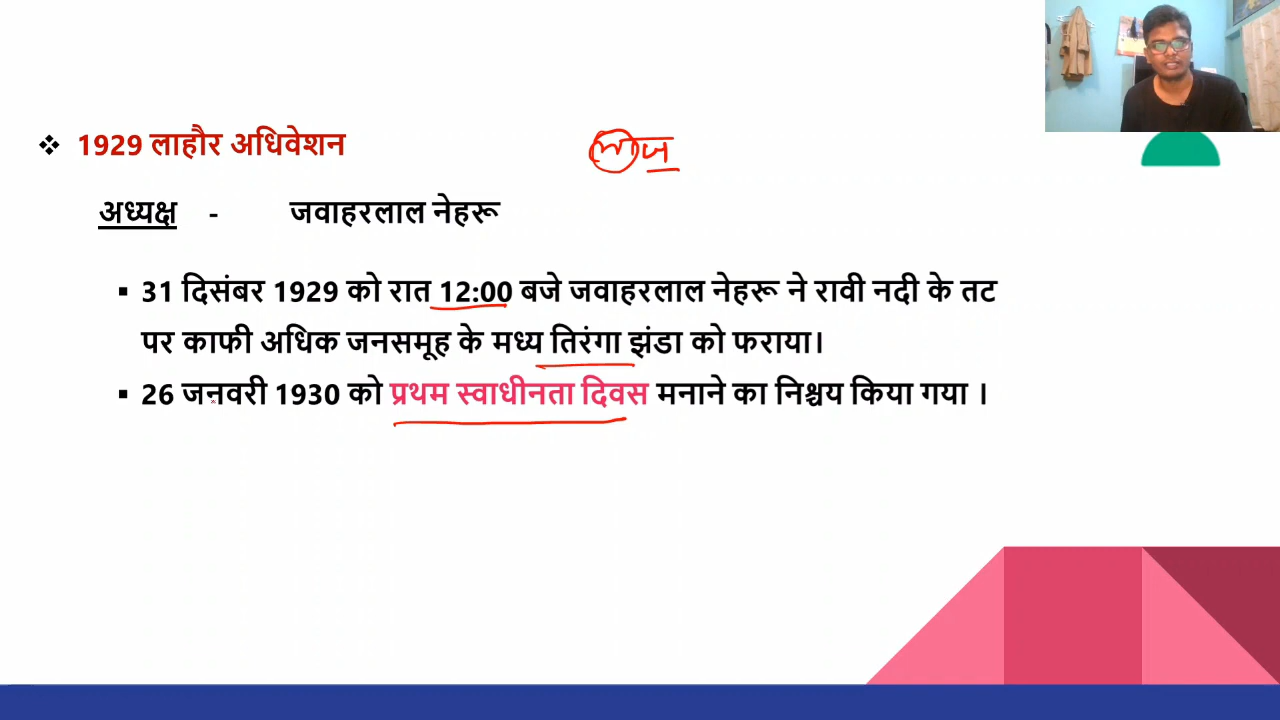 ❖ 1929 लाहौर अधिवेशन
अध्यक्ष - जवाहरलाल नेहरू
▪ 31 दिसंबर 1929 को रात 12:00 बजे जवाहरलाल नेहरू ने रावी नदी के तट
पर काफी अधिक जनसमूह के मध्य तिरंगा झंडा को फराया।
▪ 26 जनवरी 1930 को प्रथम स्वाधीनता दिवस मनाने का निश्चय किया गया ।